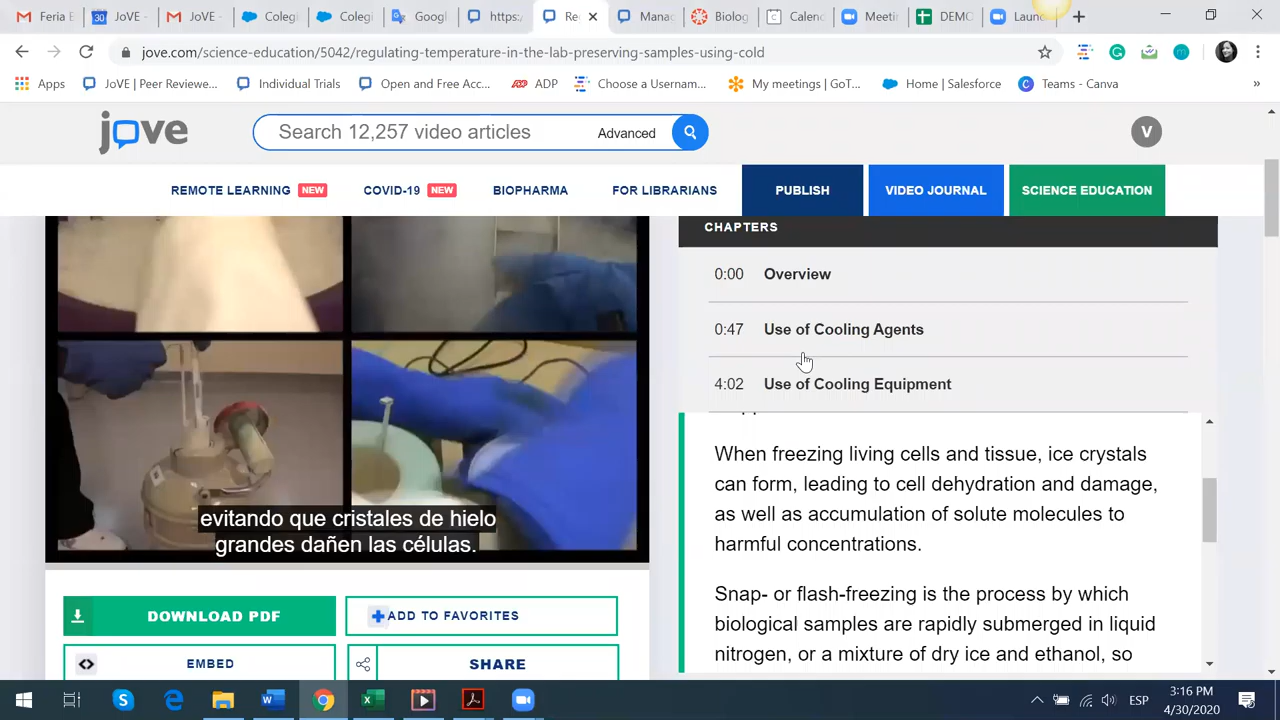 Feria E
30
JoVE -
JoVE -
Colegi
Colegi
Googl
https:/
Re
Manac
Biolog
Calenc
Meetin
DEMC
Launc
jove.com/science-education/5042/regulating-temperature-in-the-lab-preserving-samples-using-cold
Apps
JoVE | Peer Reviewe...
Individual Trials
Open and Free Acc...
ADP
Choose a Usernam...
My meetings | GoT...
Home | Salesforce
Teams - Canva
jove
Search 12,257 video articles
Advanced
V
REMOTE LEARNING NEW
COVID-19 NEW
BIOPHARMA
FOR LIBRARIANS
PUBLISH
VIDEO JOURNAL
SCIENCE EDUCATION
CHAPTERS
0:00 Overview
0:47 Use of Cooling Agents
4:02 Use of Cooling Equipment
When freezing living cells and tissue, ice crystals
can form, leading to cell dehydration and damage,
as well as accumulation of solute molecules to
harmful concentrations.
Snap- or flash-freezing is the process by which
biological samples are rapidly submerged in liquid
nitrogen, or a mixture of dry ice and ethanol, so
evitando que cristales de hielo
grandes dañen las células.
DOWNLOAD PDF
ADD TO FAVORITES
EMBED
SHARE
ESP
3:16 PM
4/30/2020